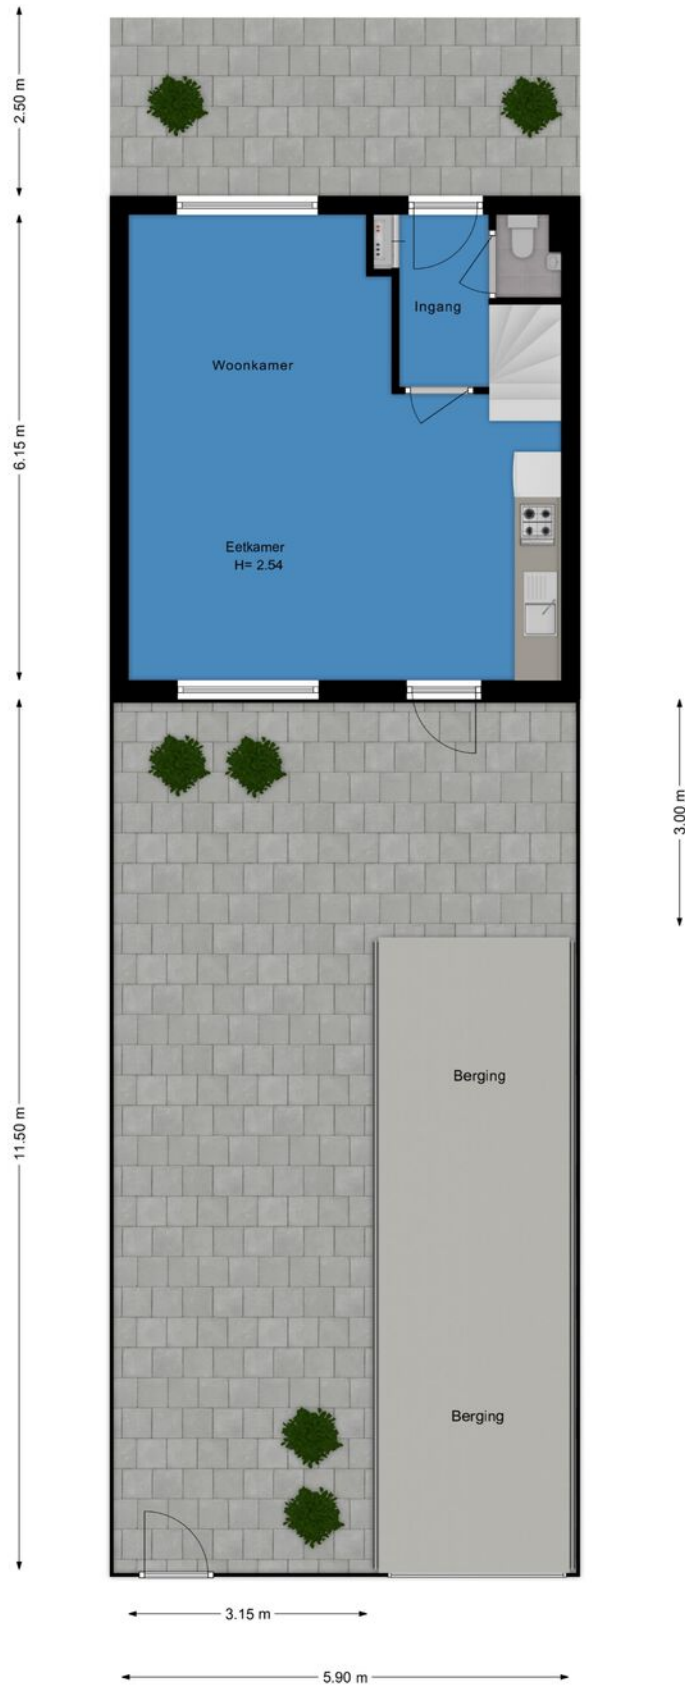 2.50 m
Ingang
Woonkamer
6.15 m
Eetkamer
H= 2.54
3.00 m
Berging
11.50 m
Berging
3.15 m
5.90 m